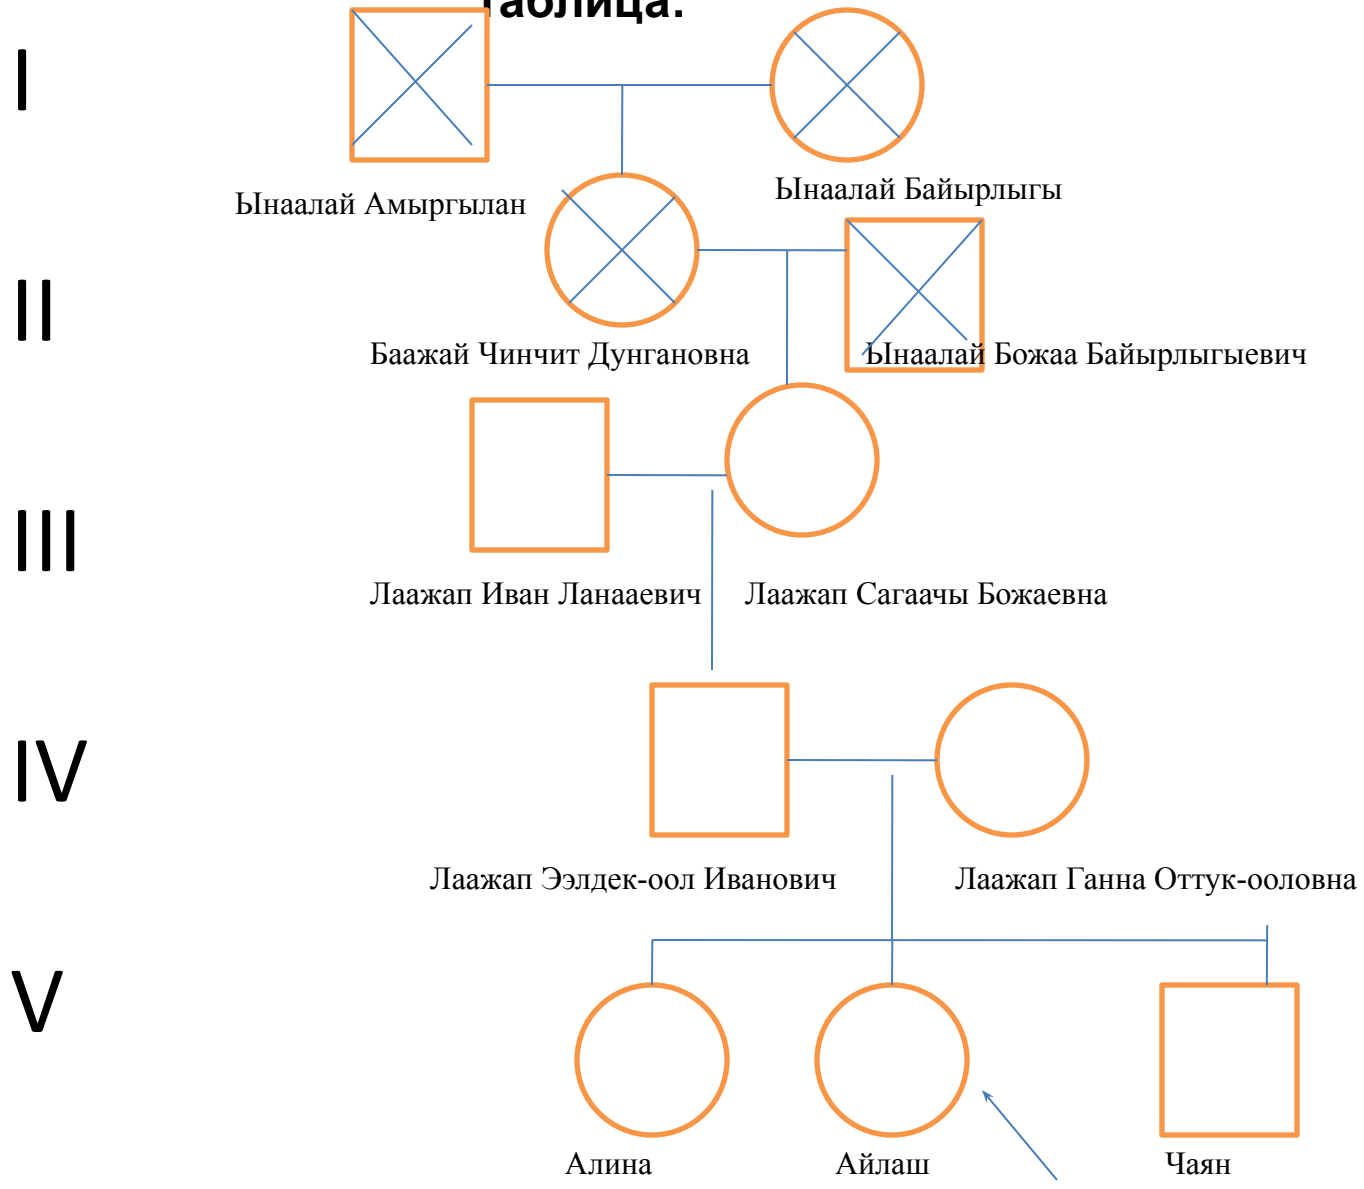 Таблица.
I
Ынаалай Амыргылан
Ынаалай Байырлыгы
II
Баажай Чинчит Дунгановна
Ынаалай Божаа Байырлыгыевич
III
Лаажап Иван Ланааевич
Лаажап Сагаачы Божаевна
IV
Лаажап Ээлдек-оол Иванович
Лаажап Ганна Оттук-ооловна
V
Алина
Айлаш
Чаян